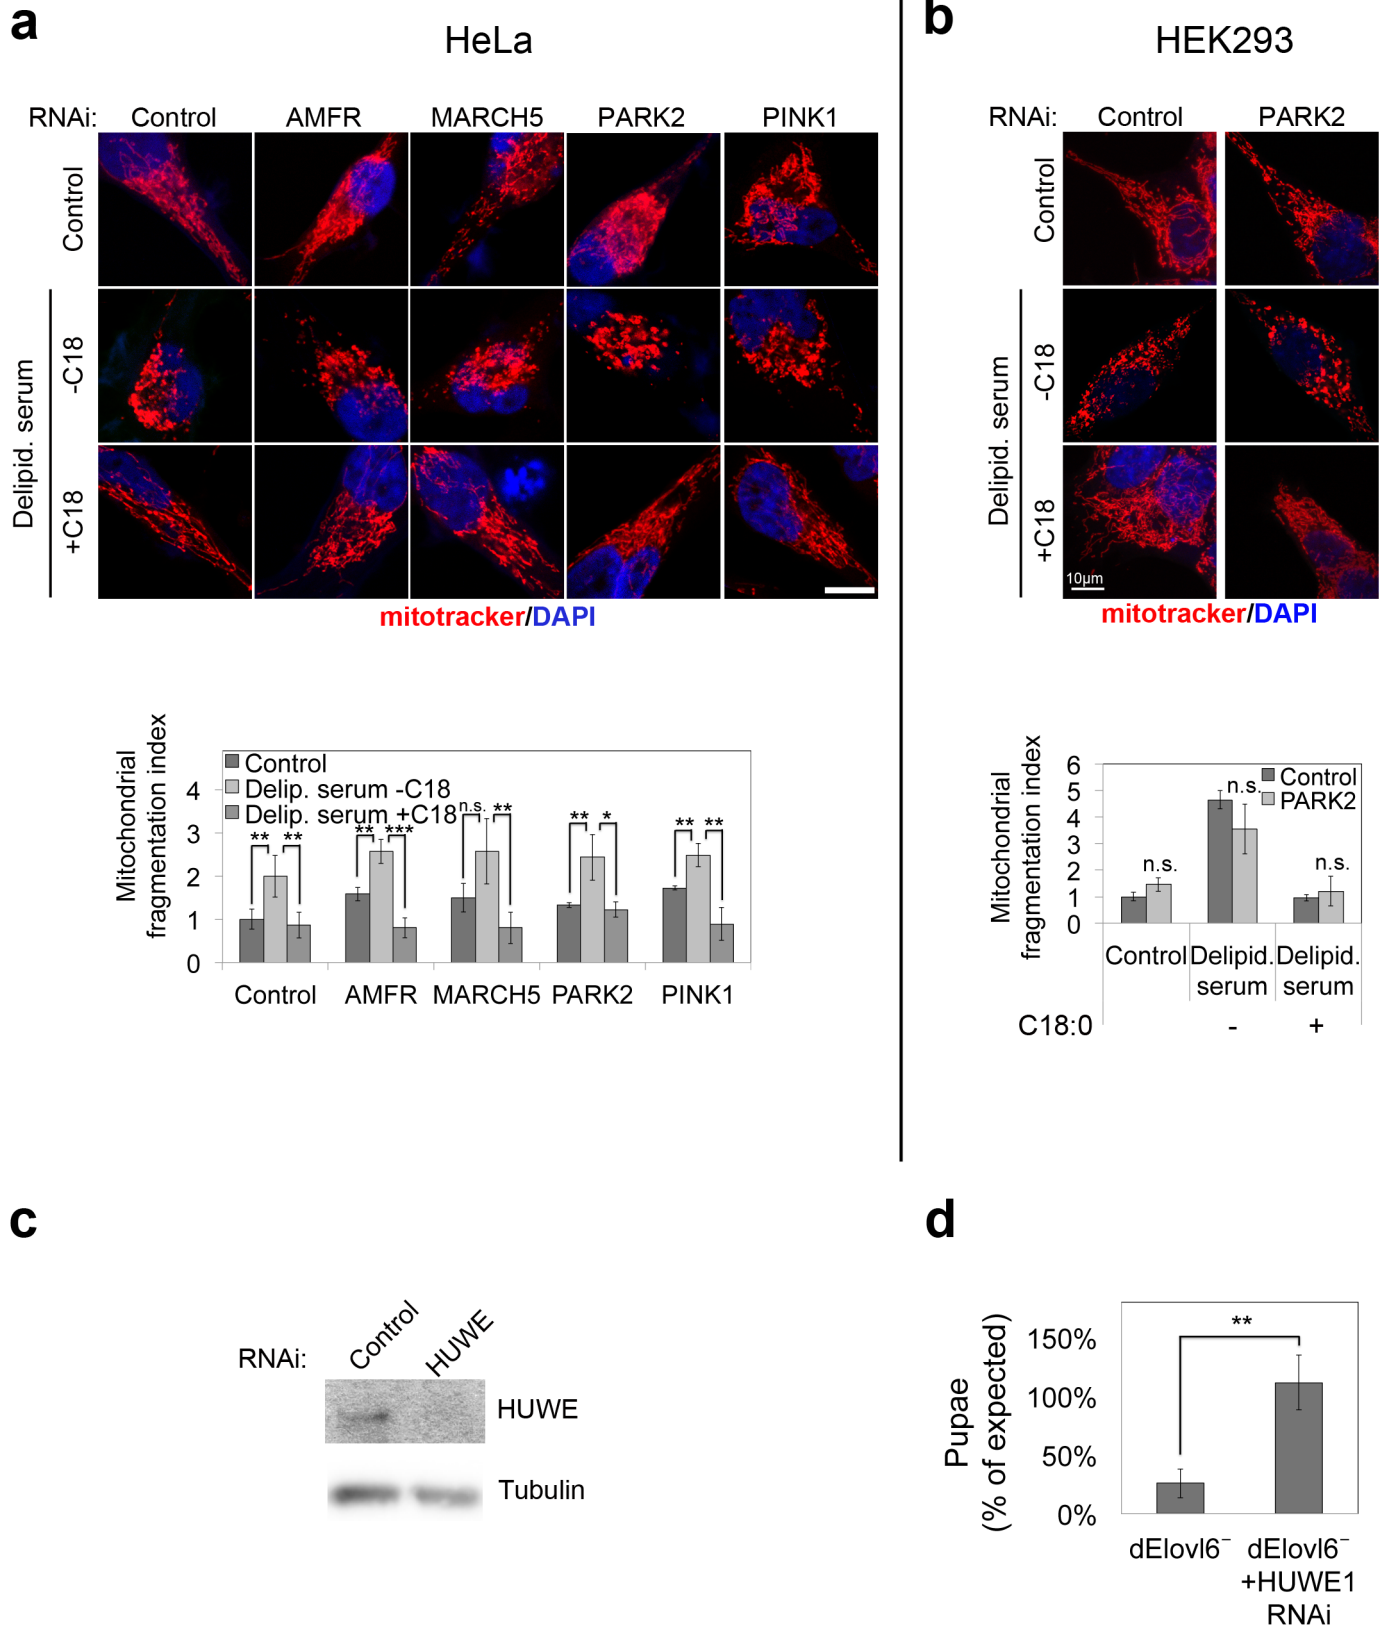 a
HeLa
RNAi: Control AMFR MARCH5 PARK2 PINK1
Control
Delipid. serum
-C18
+C18
mitotracker/DAPI
Mitochondrial
fragmentation index
4
3
2
1
0
Control
Delip. serum -C18
Delip. serum +C18
** ** ** *** n.s. ** ** * ** **
Control AMFR MARCH5 PARK2 PINK1
b
HEK293
RNAi: Control PARK2
Control
Delipid. serum
-C18
+C18
10µm
mitotracker/DAPI
Mitochondrial
fragmentation index
6
5
4
3
2
1
0
Control
PARK2
n.s. n.s. n.s.
Control Delipid. Delipid.
serum serum
C18:0 - +
c
RNAi: Control HUWE
HUWE
Tubulin
d
Pupae
(% of expected)
150%
100%
50%
0%
**
dElovl6⁻ dElovl6⁻
+HUWE1
RNAi